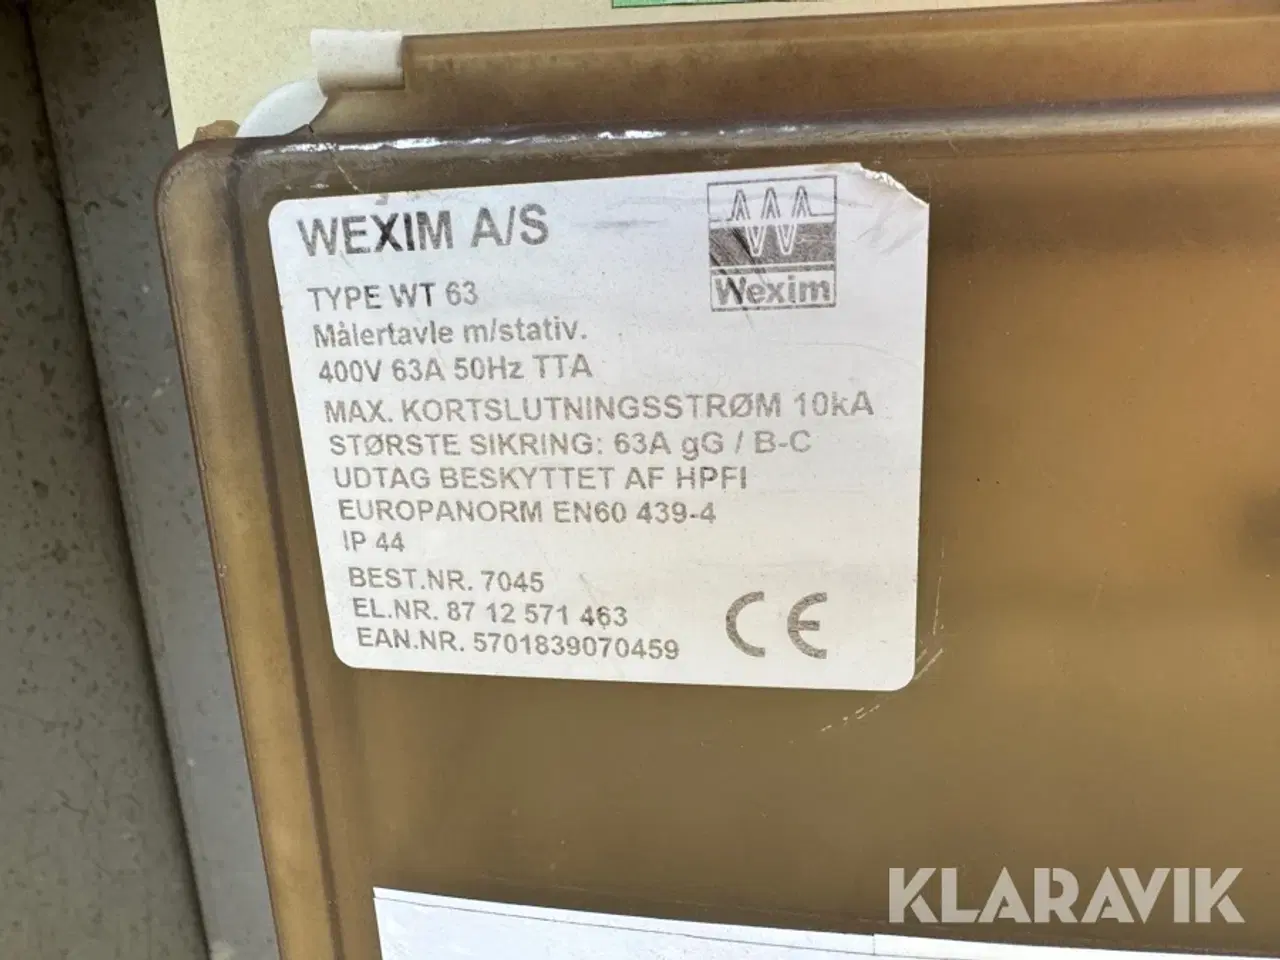 WEXIM A/S
Wexim
TYPE WT 63
Målertavle m/stativ.
400V 63A 50Hz TTA
MAX. KORTSLUTNINGSSTRØM 10kA
STØRSTE SIKRING: 63A gG / B-C
UDTAG BESKYTTET AF HPFI
EUROPANORM EN60 439-4
IP 44
BEST.NR. 7045
EL.NR. 87 12 571 463
EAN.NR. 5701839070459
CE
KLARAVIK